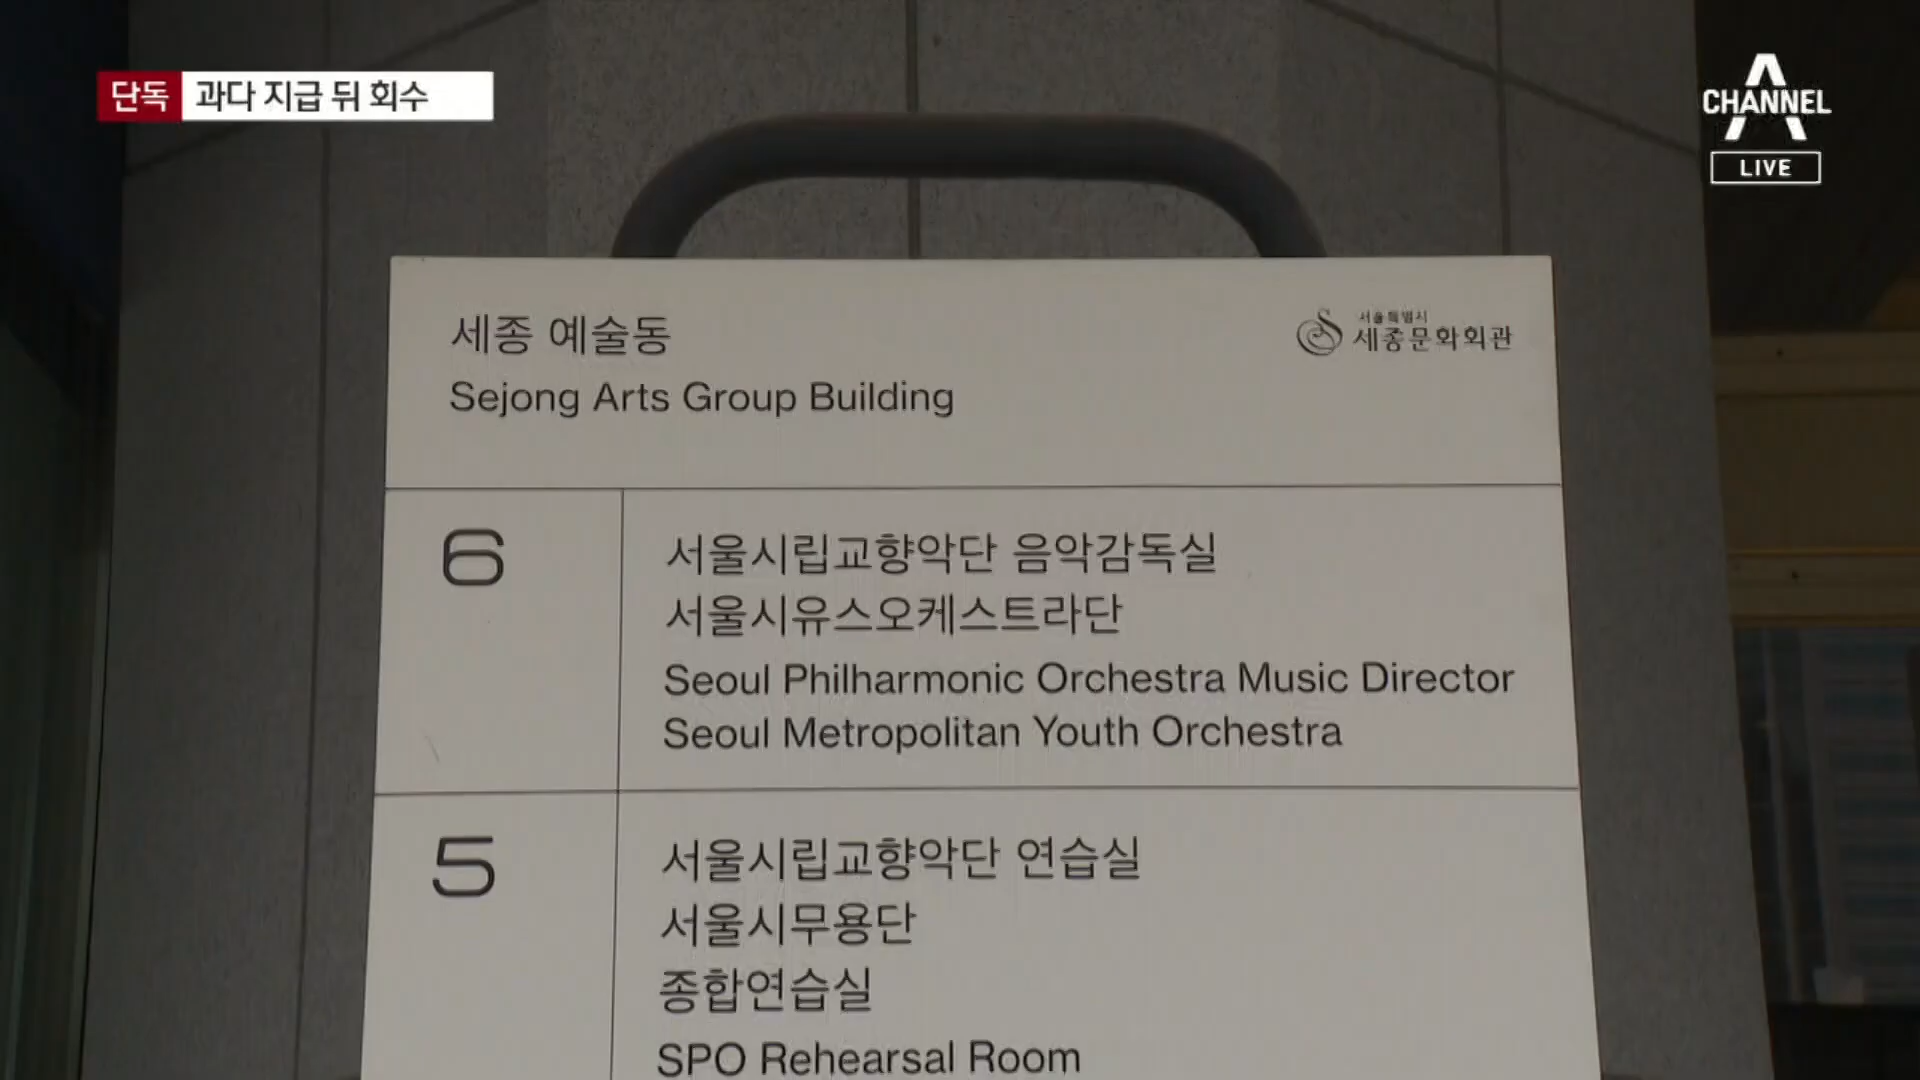 단독 과다 지급 뒤 회수
CHANNEL A
LIVE
세종 예술동
서울특별시
세종문화회관
Sejong Arts Group Building
6
서울시립교향악단 음악감독실
서울시유스오케스트라단
Seoul Philharmonic Orchestra Music Director
Seoul Metropolitan Youth Orchestra
5
서울시립교향악단 연습실
서울시무용단
종합연습실
SPO Rehearsal Room